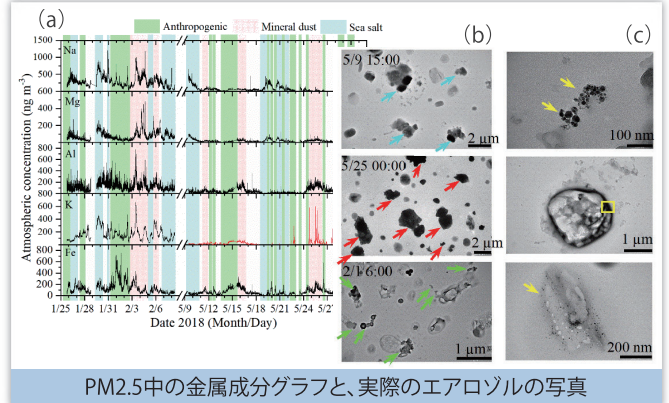 Anthropogenic Mineral dust Sea salt
(a)
(b)
(c)
Atmospheric concentration (ng m-3)
1500
1200
900
600
Na
400
200
0
Mg
800
600
400
200
Al
600
400
200
0
K
800
600
400
200
0
Fe
1/25 1/28 1/31 2/3 2/6 5/9 5/12 5/15 5/18 5/21 5/24 5/27
Date 2018 (Month/Day)
5/9 15:00
2 μm
5/25 00:00
2 μm
2/1 6:00
1 μm
100 nm
1 μm
200 nm
PM2.5中の金属成分グラフと、実際のエアロゾルの写真